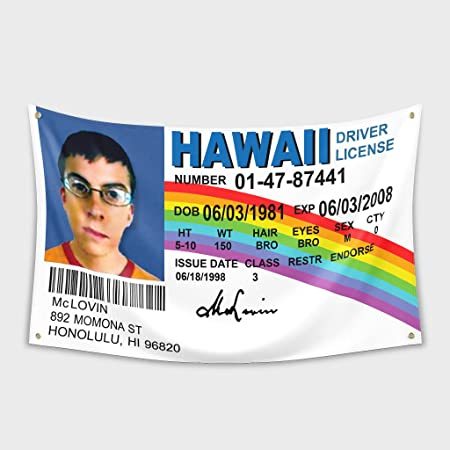 HAWAII DRIVER LICENSE
NUMBER 01-47-87441
DOB 06/03/1981 EXP 06/03/2008
HT WT HAIR EYES SEX CTY
5-10 150 BRO BRO M 0
ISSUE DATE CLASS RESTR ENDORSE
06/18/1998 3
McLovin
McLOVIN
892 MOMONA ST
HONOLULU, HI 96820